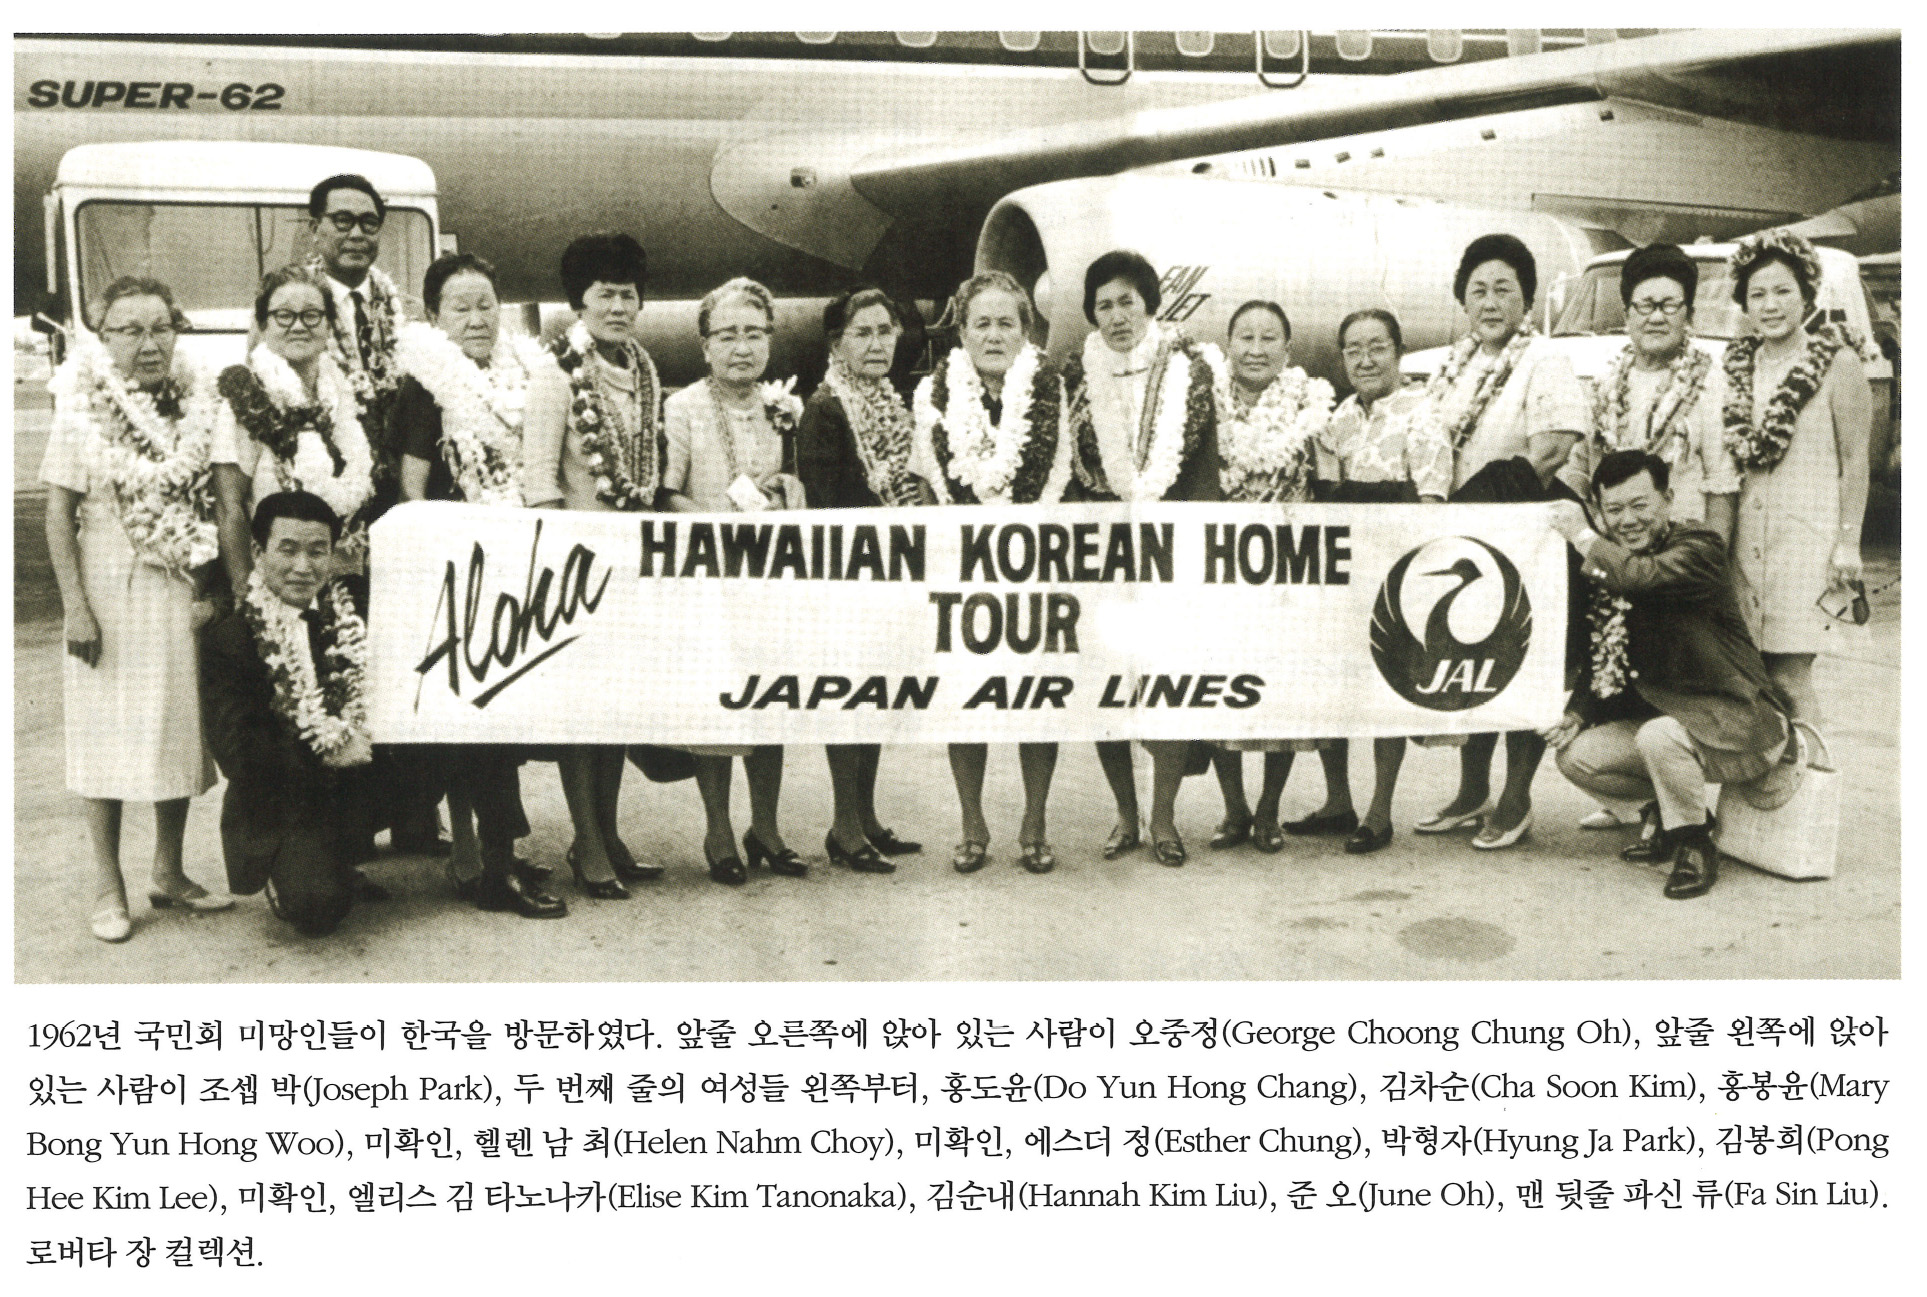 SUPER-62
FAN
JET
Aloha
HAWAIIAN KOREAN HOME
TOUR
JAPAN AIR LINES
JAL
1962년 국민회 미망인들이 한국을 방문하였다. 앞줄 오른쪽에 앉아 있는 사람이 오중정(George Choong Chung Oh), 앞줄 왼쪽에 앉아
있는 사람이 조셉 박(Joseph Park), 두 번째 줄의 여성들 왼쪽부터, 홍도윤(Do Yun Hong Chang), 김차순(Cha Soon Kim), 홍봉윤(Mary
Bong Yun Hong Woo), 미확인, 헬렌 남 최(Helen Nahm Choy), 미확인, 에스더 정(Esther Chung), 박형자(Hyung Ja Park), 김봉희(Pong
Hee Kim Lee), 미확인, 엘리스 김 타노나카(Elise Kim Tanonaka), 김순내(Hannah Kim Liu), 준 오(June Oh), 맨 뒷줄 파신 류(Fa Sin Liu).
로버타 장 컬렉션.